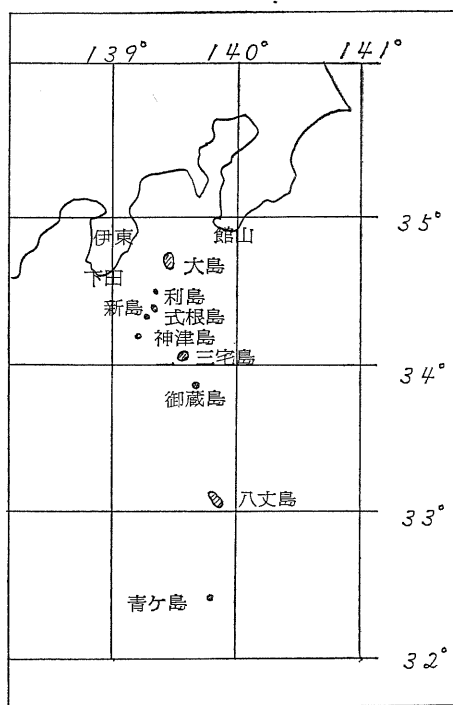 139° 140° 141°
35°
伊東 館山
大島
下田
利島
新島
式根島
神津島
三宅島
34°
御蔵島
八丈島
33°
青ケ島
32°